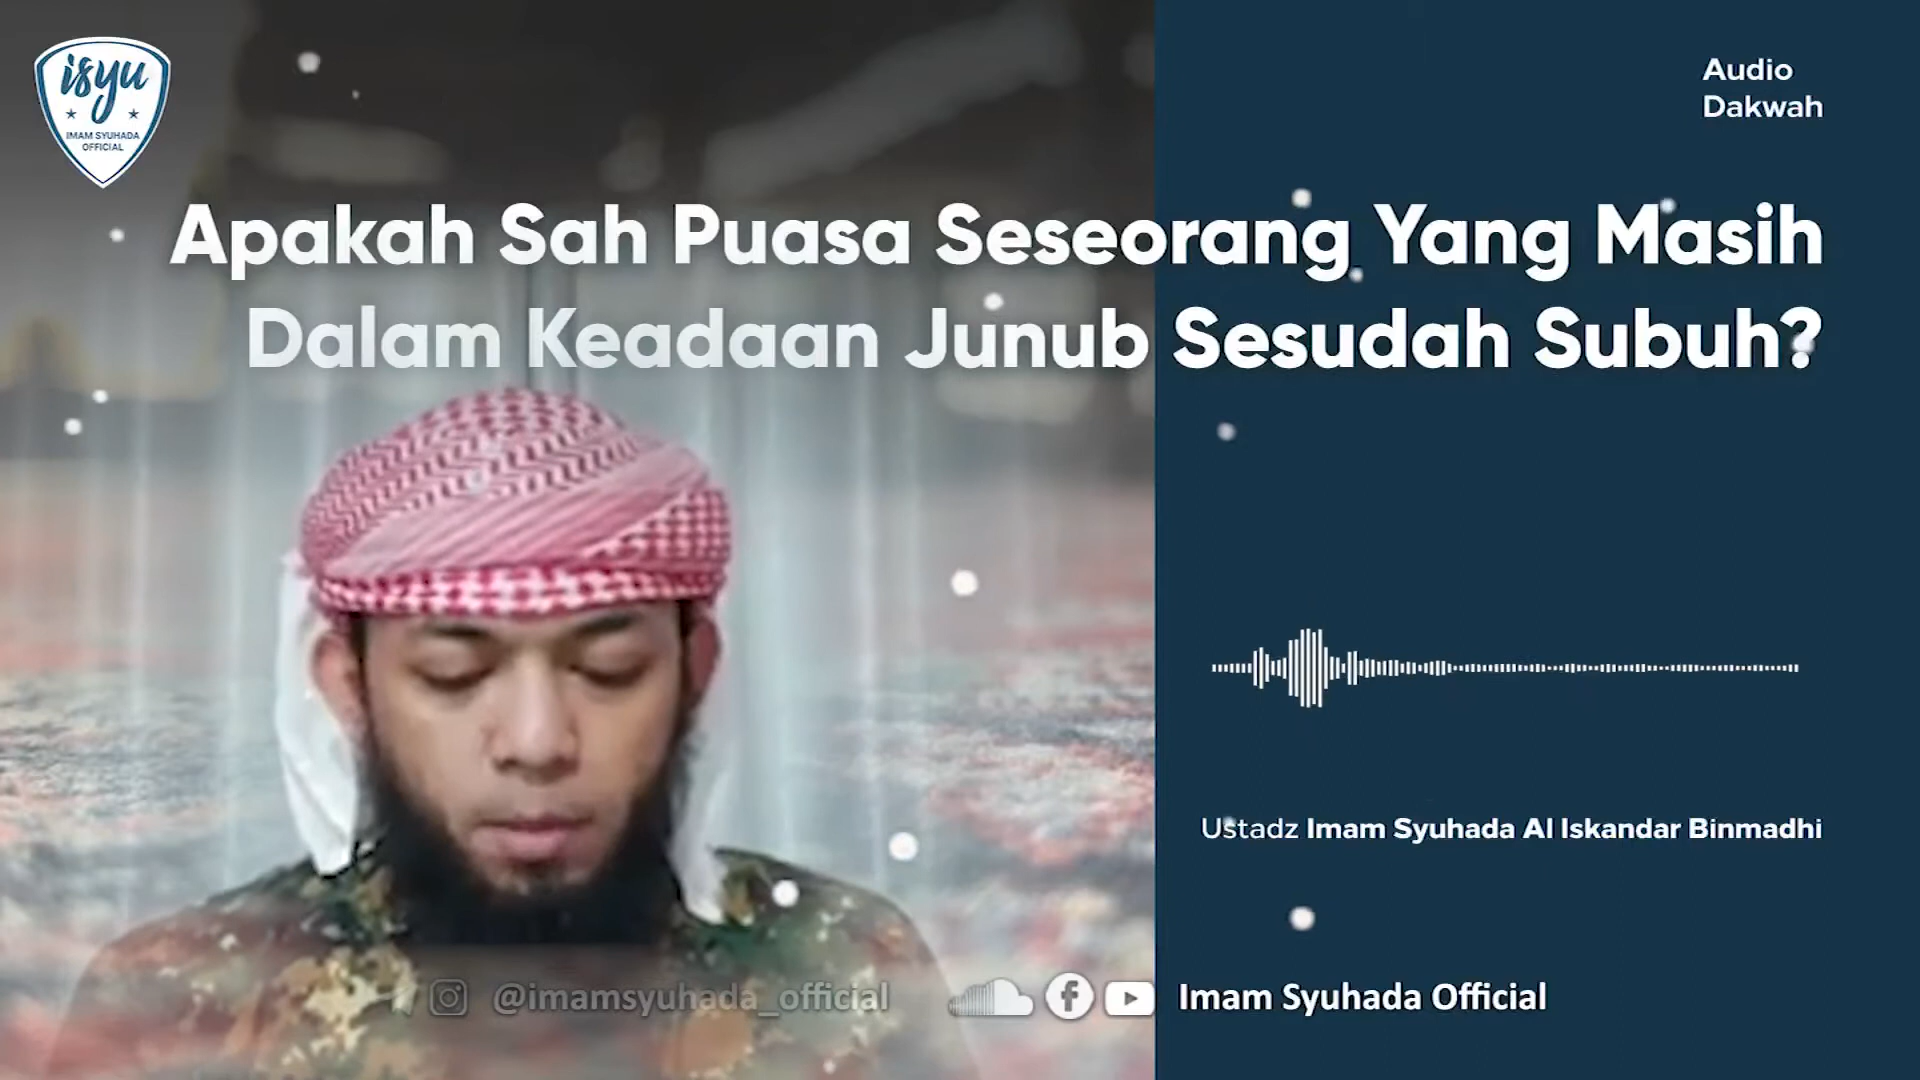 isyu
IMAM SYUHADA
OFFICIAL
Audio
Dakwah
Apakah Sah Puasa Seseorang Yang Masih
Dalam Keadaan Junub Sesudah Subuh?
Ustadz Imam Syuhada Al Iskandar Binmadhi
@imamsyuhada_official
Imam Syuhada Official